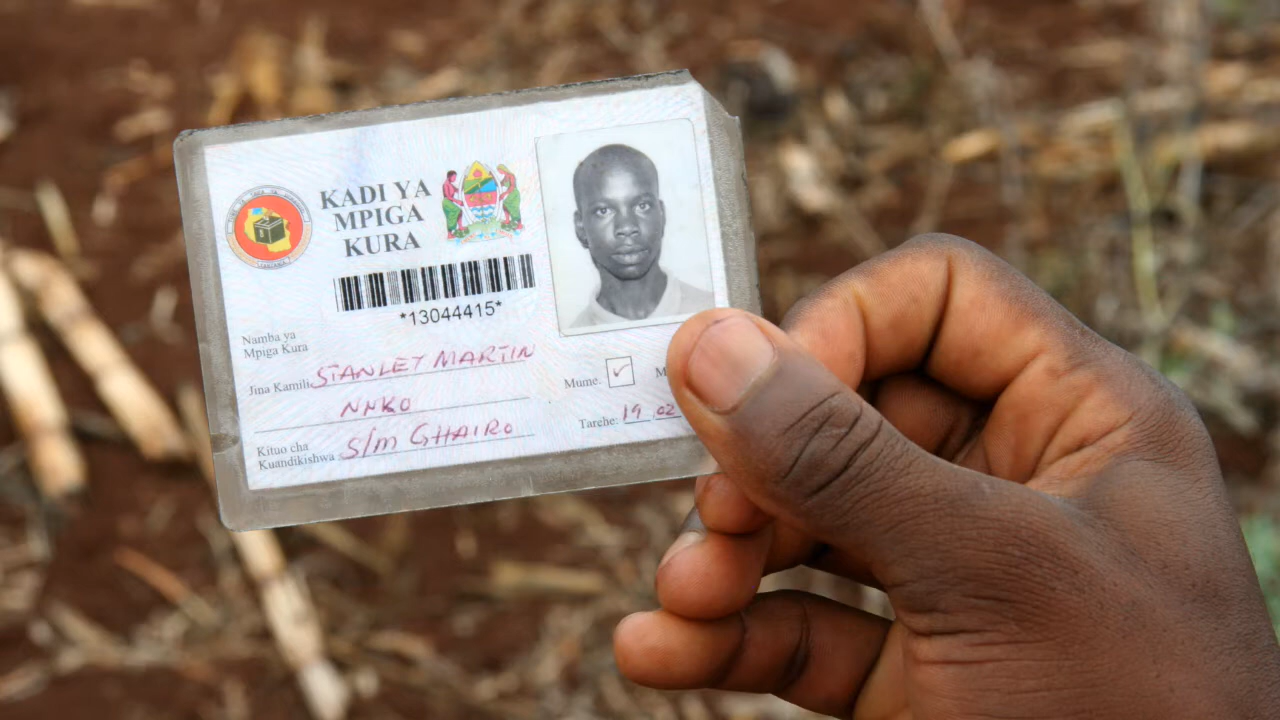 KADI YA
MPIGA
KURA
*13044415*
Namba ya
Mpiga Kura
Jina Kamili: STANLEY MARTIN
NNKO
Kituo cha
Kuandikishwa: S/M GHAIRO
Mume. ✓ M
Tarehe: 19 02